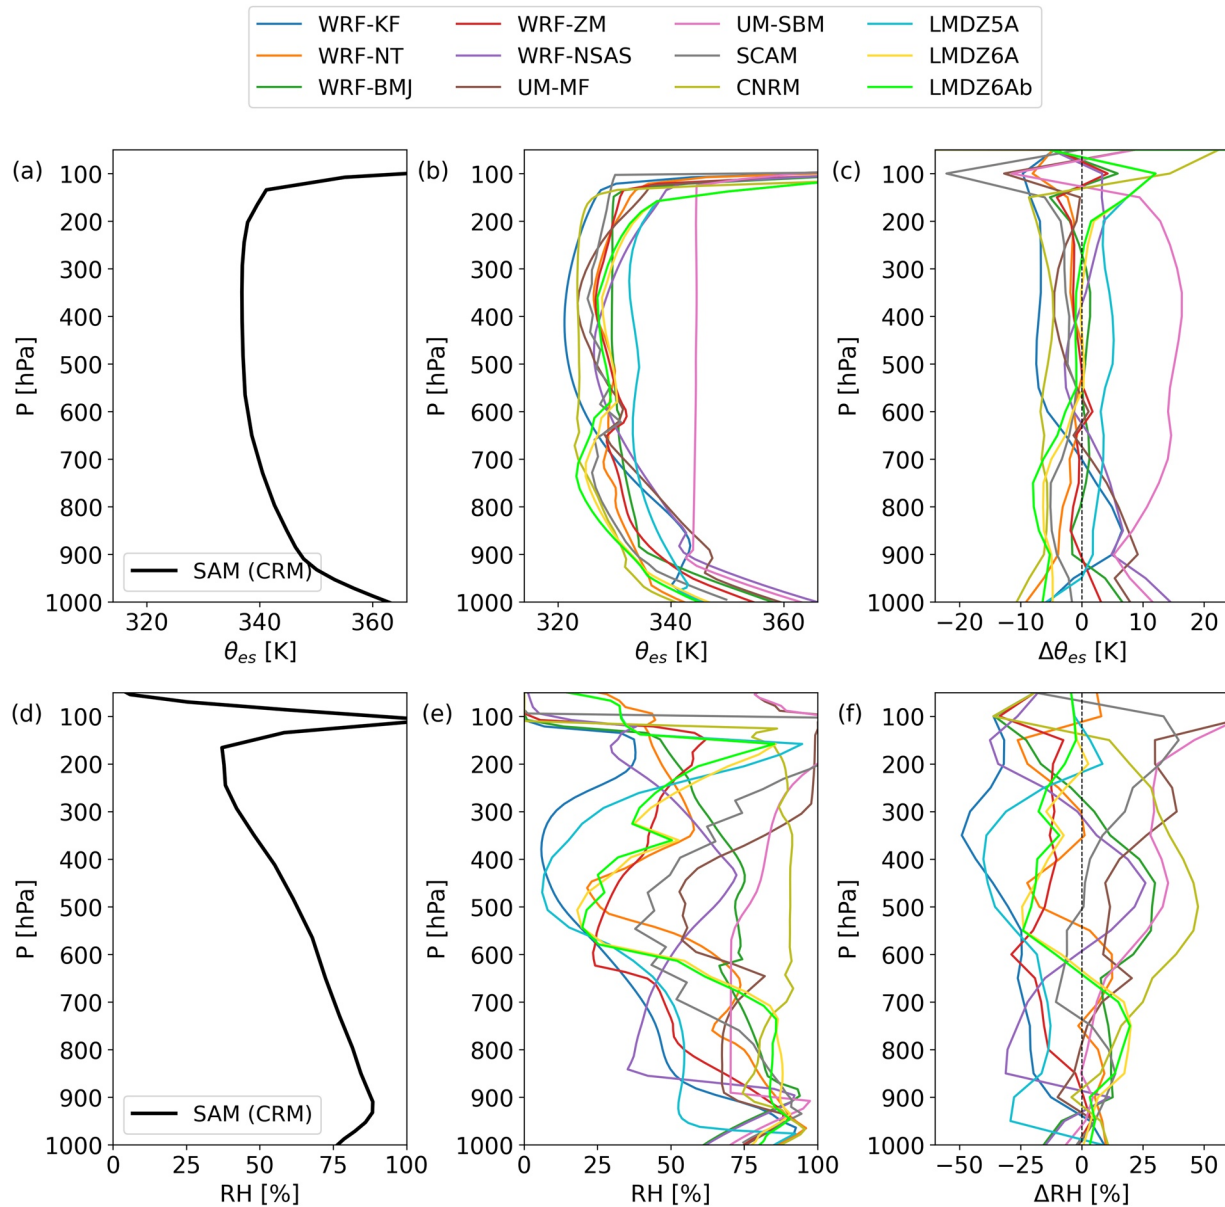 WRF-KF WRF-ZM UM-SBM LMDZ5A
WRF-NT WRF-NSAS SCAM LMDZ6A
WRF-BMJ UM-MF CNRM LMDZ6Ab
(a) (b) (c)
100 100 100
200 200 200
300 300 300
400 400 400
500 500 500
600 600 600
700 700 700
800 800 800
900 900 900
1000 1000 1000
P [hPa] P [hPa] P [hPa]
SAM (CRM)
320 340 360 320 340 360 −20 −10 0 10 20
θes [K] θes [K] Δθes [K]
(d) (e) (f)
100 100 100
200 200 200
300 300 300
400 400 400
500 500 500
600 600 600
700 700 700
800 800 800
900 900 900
1000 1000 1000
P [hPa] P [hPa] P [hPa]
SAM (CRM)
0 25 50 75 100 0 25 50 75 100 −50 −25 0 25 50
RH [%] RH [%] ΔRH [%]